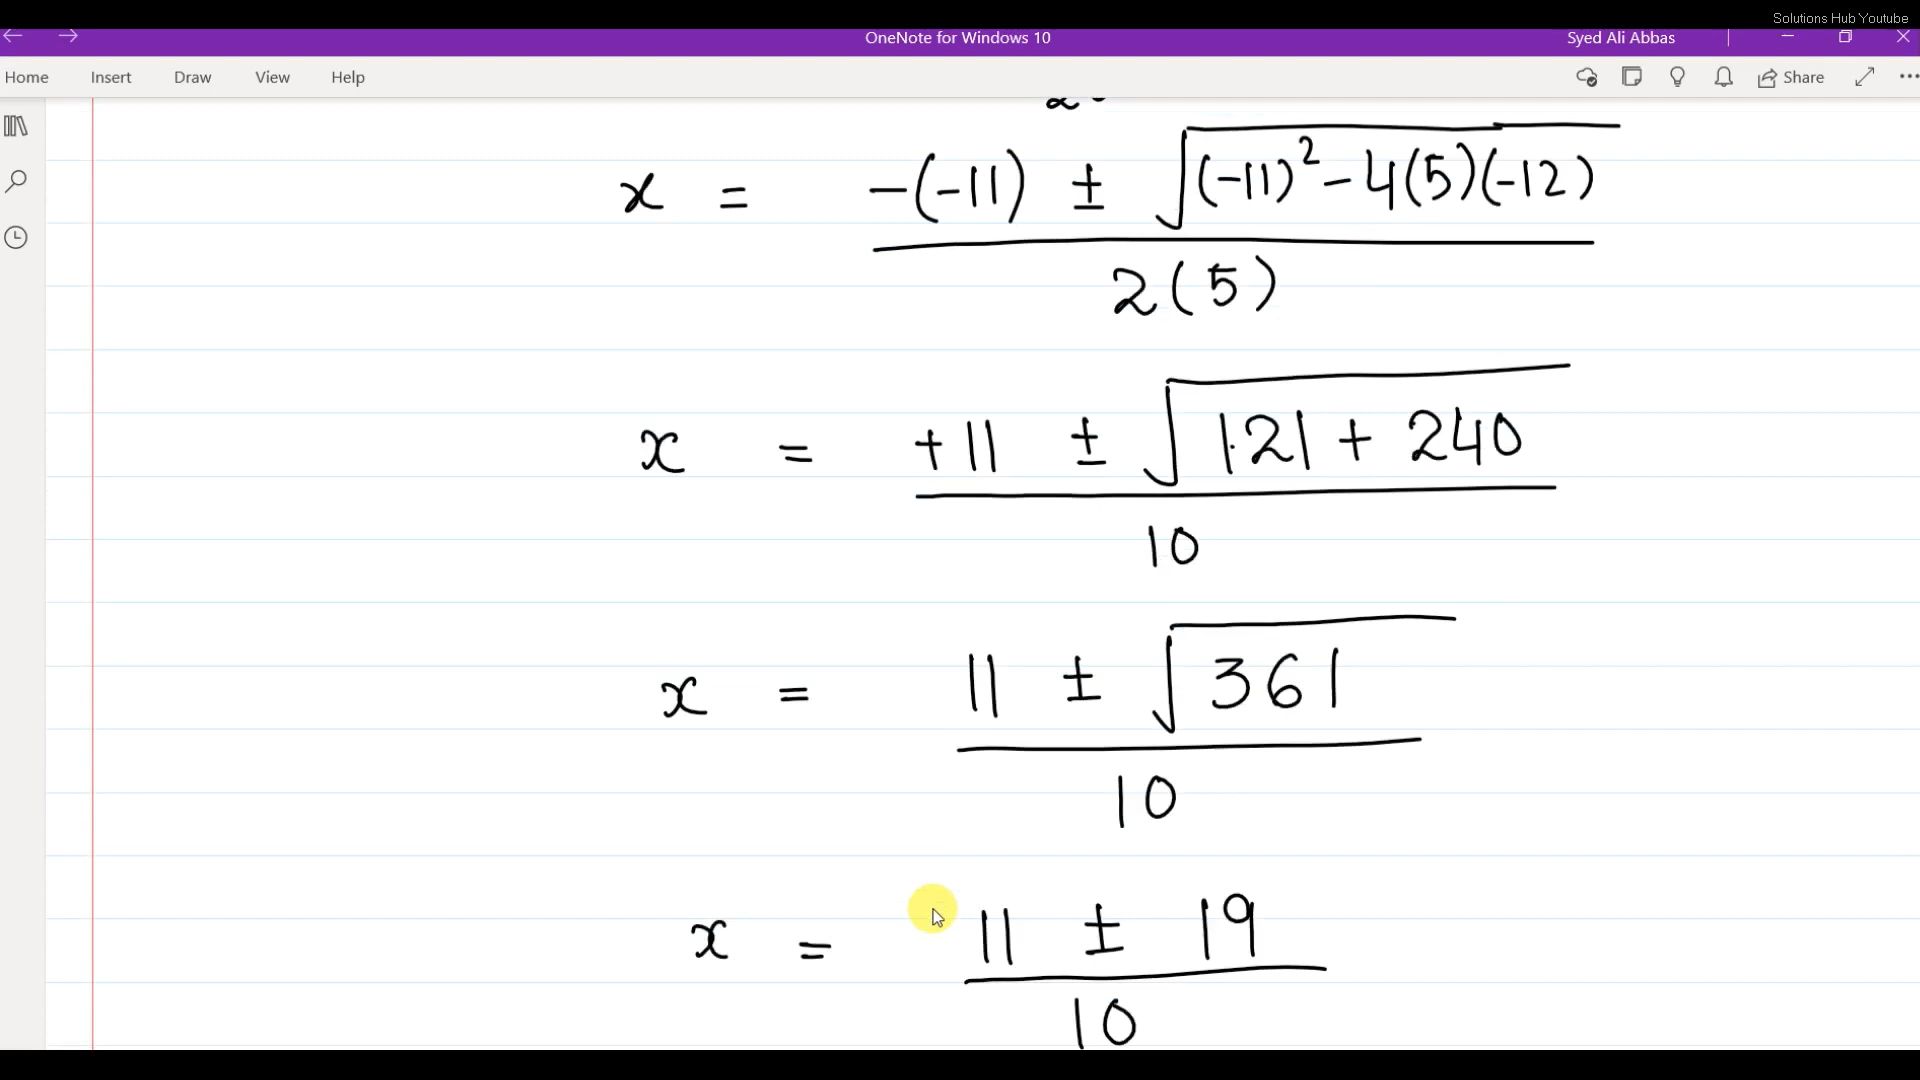 Solutions Hub Youtube
OneNote for Windows 10
Syed Ali Abbas
Home Insert Draw View Help
Share
x = -(-11) ± √(-11)² - 4(5)(-12)
2(5)
x = +11 ± √121 + 240
10
x = 11 ± √361
10
x = 11 ± 19
10